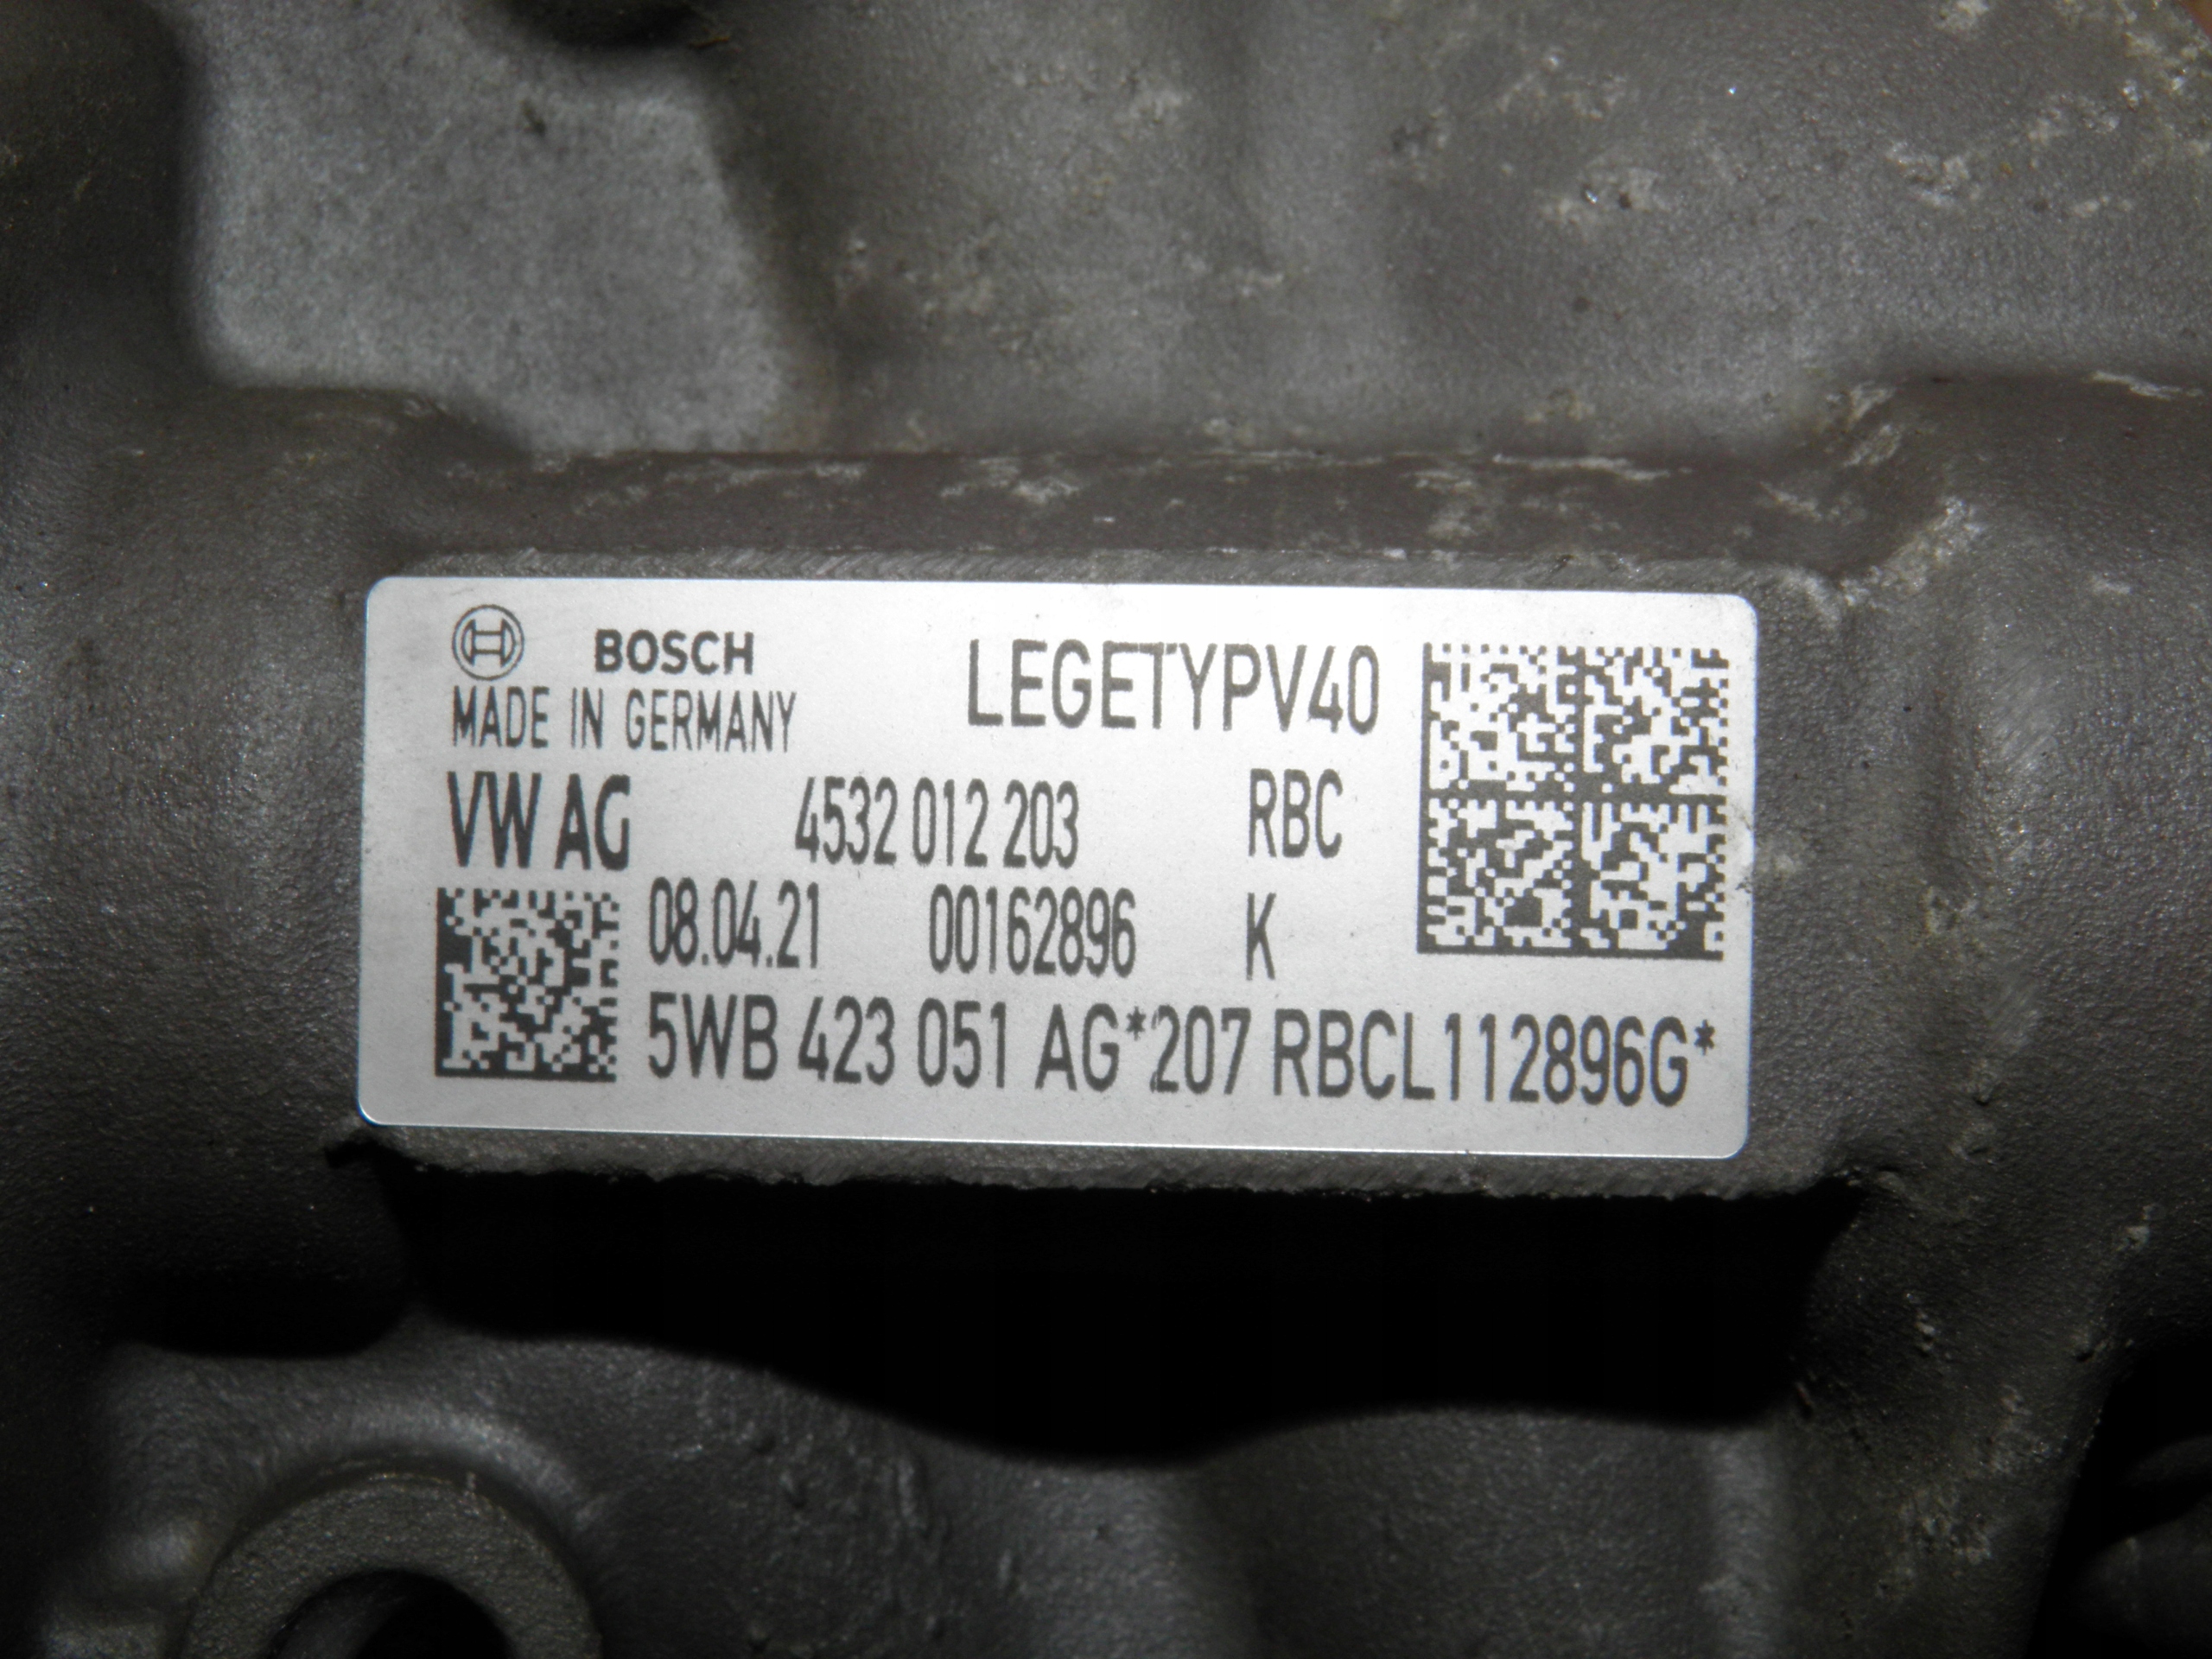 BOSCH LEGETYPV40
MADE IN GERMANY
VW AG 4532 012 203 RBC
08.04.21 00162896 K
5WB 423 051 AG*207 RBCL112896G*